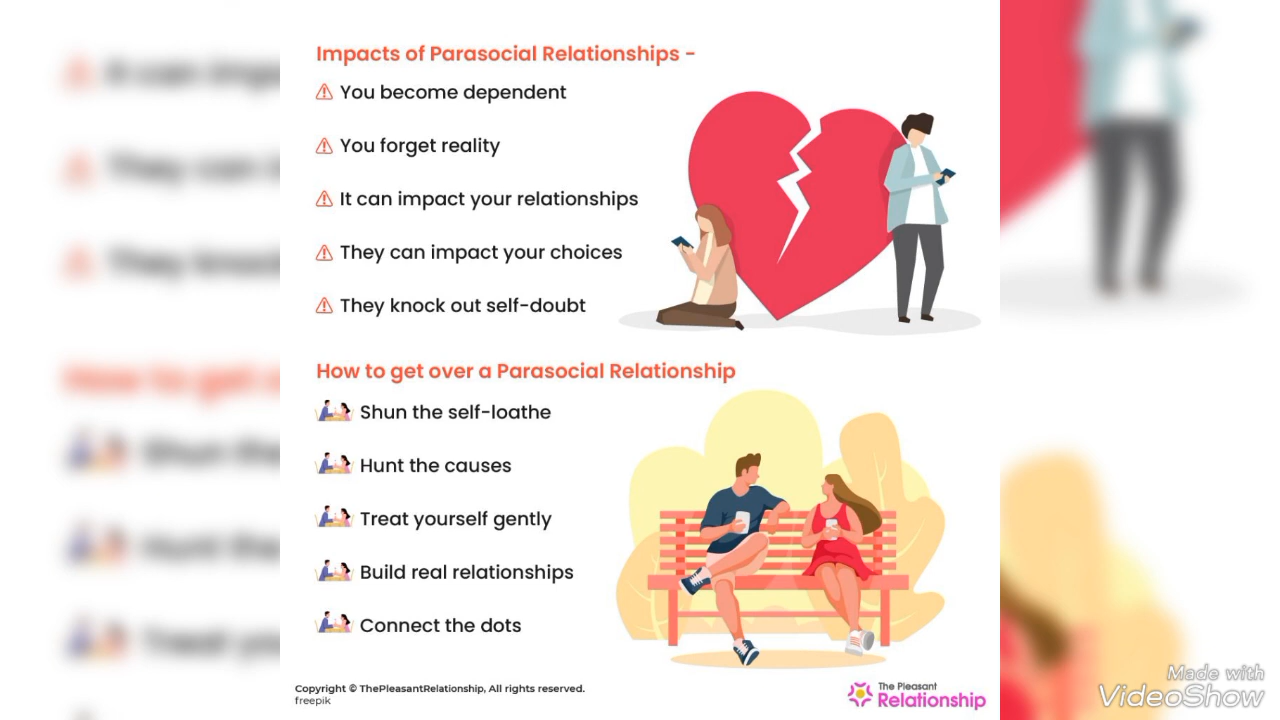 Impacts of Parasocial Relationships -
You become dependent
You forget reality
It can impact your relationships
They can impact your choices
They knock out self-doubt
How to get over a Parasocial Relationship
Shun the self-loathe
Hunt the causes
Treat yourself gently
Build real relationships
Connect the dots
Copyright © ThePleasantRelationship, All rights reserved.
freepik
The Pleasant
Relationship
Made with
VideoShow